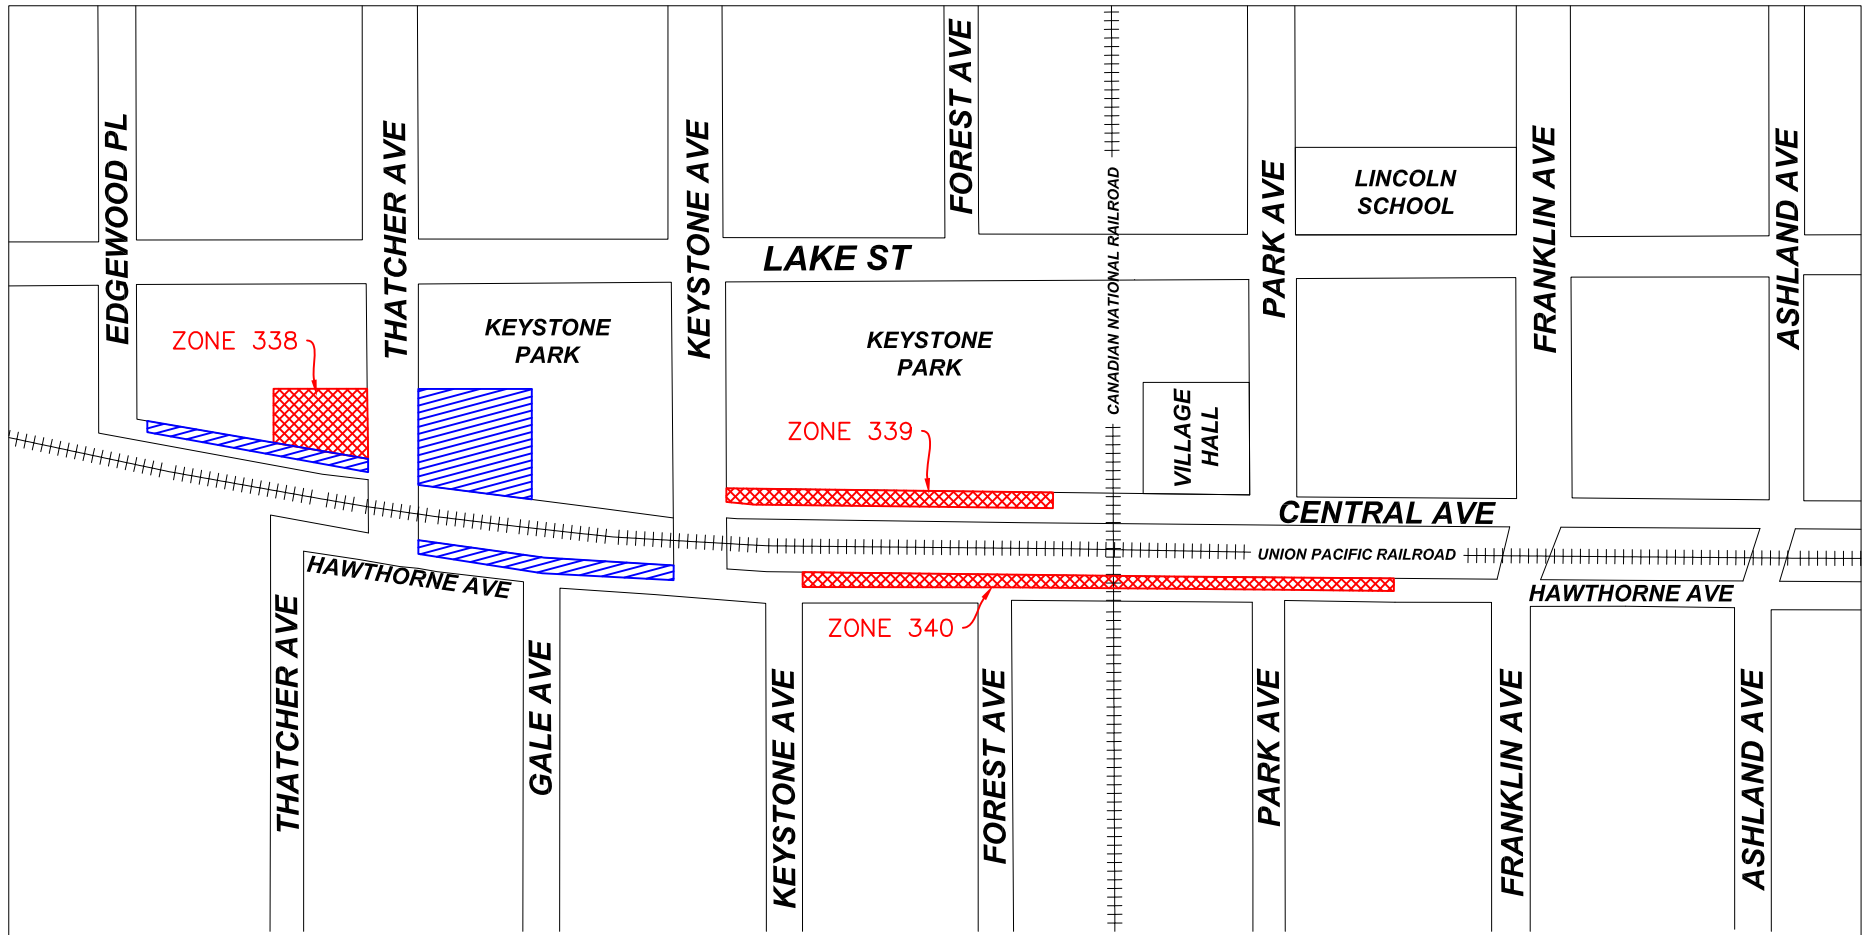 EDGEWOOD PL
THATCHER AVE
KEYSTONE AVE
FOREST AVE
CANADIAN NATIONAL RAILROAD
PARK AVE
LINCOLN
SCHOOL
FRANKLIN AVE
ASHLAND AVE
LAKE ST
ZONE 338
KEYSTONE
PARK
KEYSTONE
PARK
ZONE 339
VILLAGE
HALL
CENTRAL AVE
UNION PACIFIC RAILROAD
HAWTHORNE AVE
HAWTHORNE AVE
ZONE 340
THATCHER AVE
GALE AVE
KEYSTONE AVE
FOREST AVE
PARK AVE
FRANKLIN AVE
ASHLAND AVE